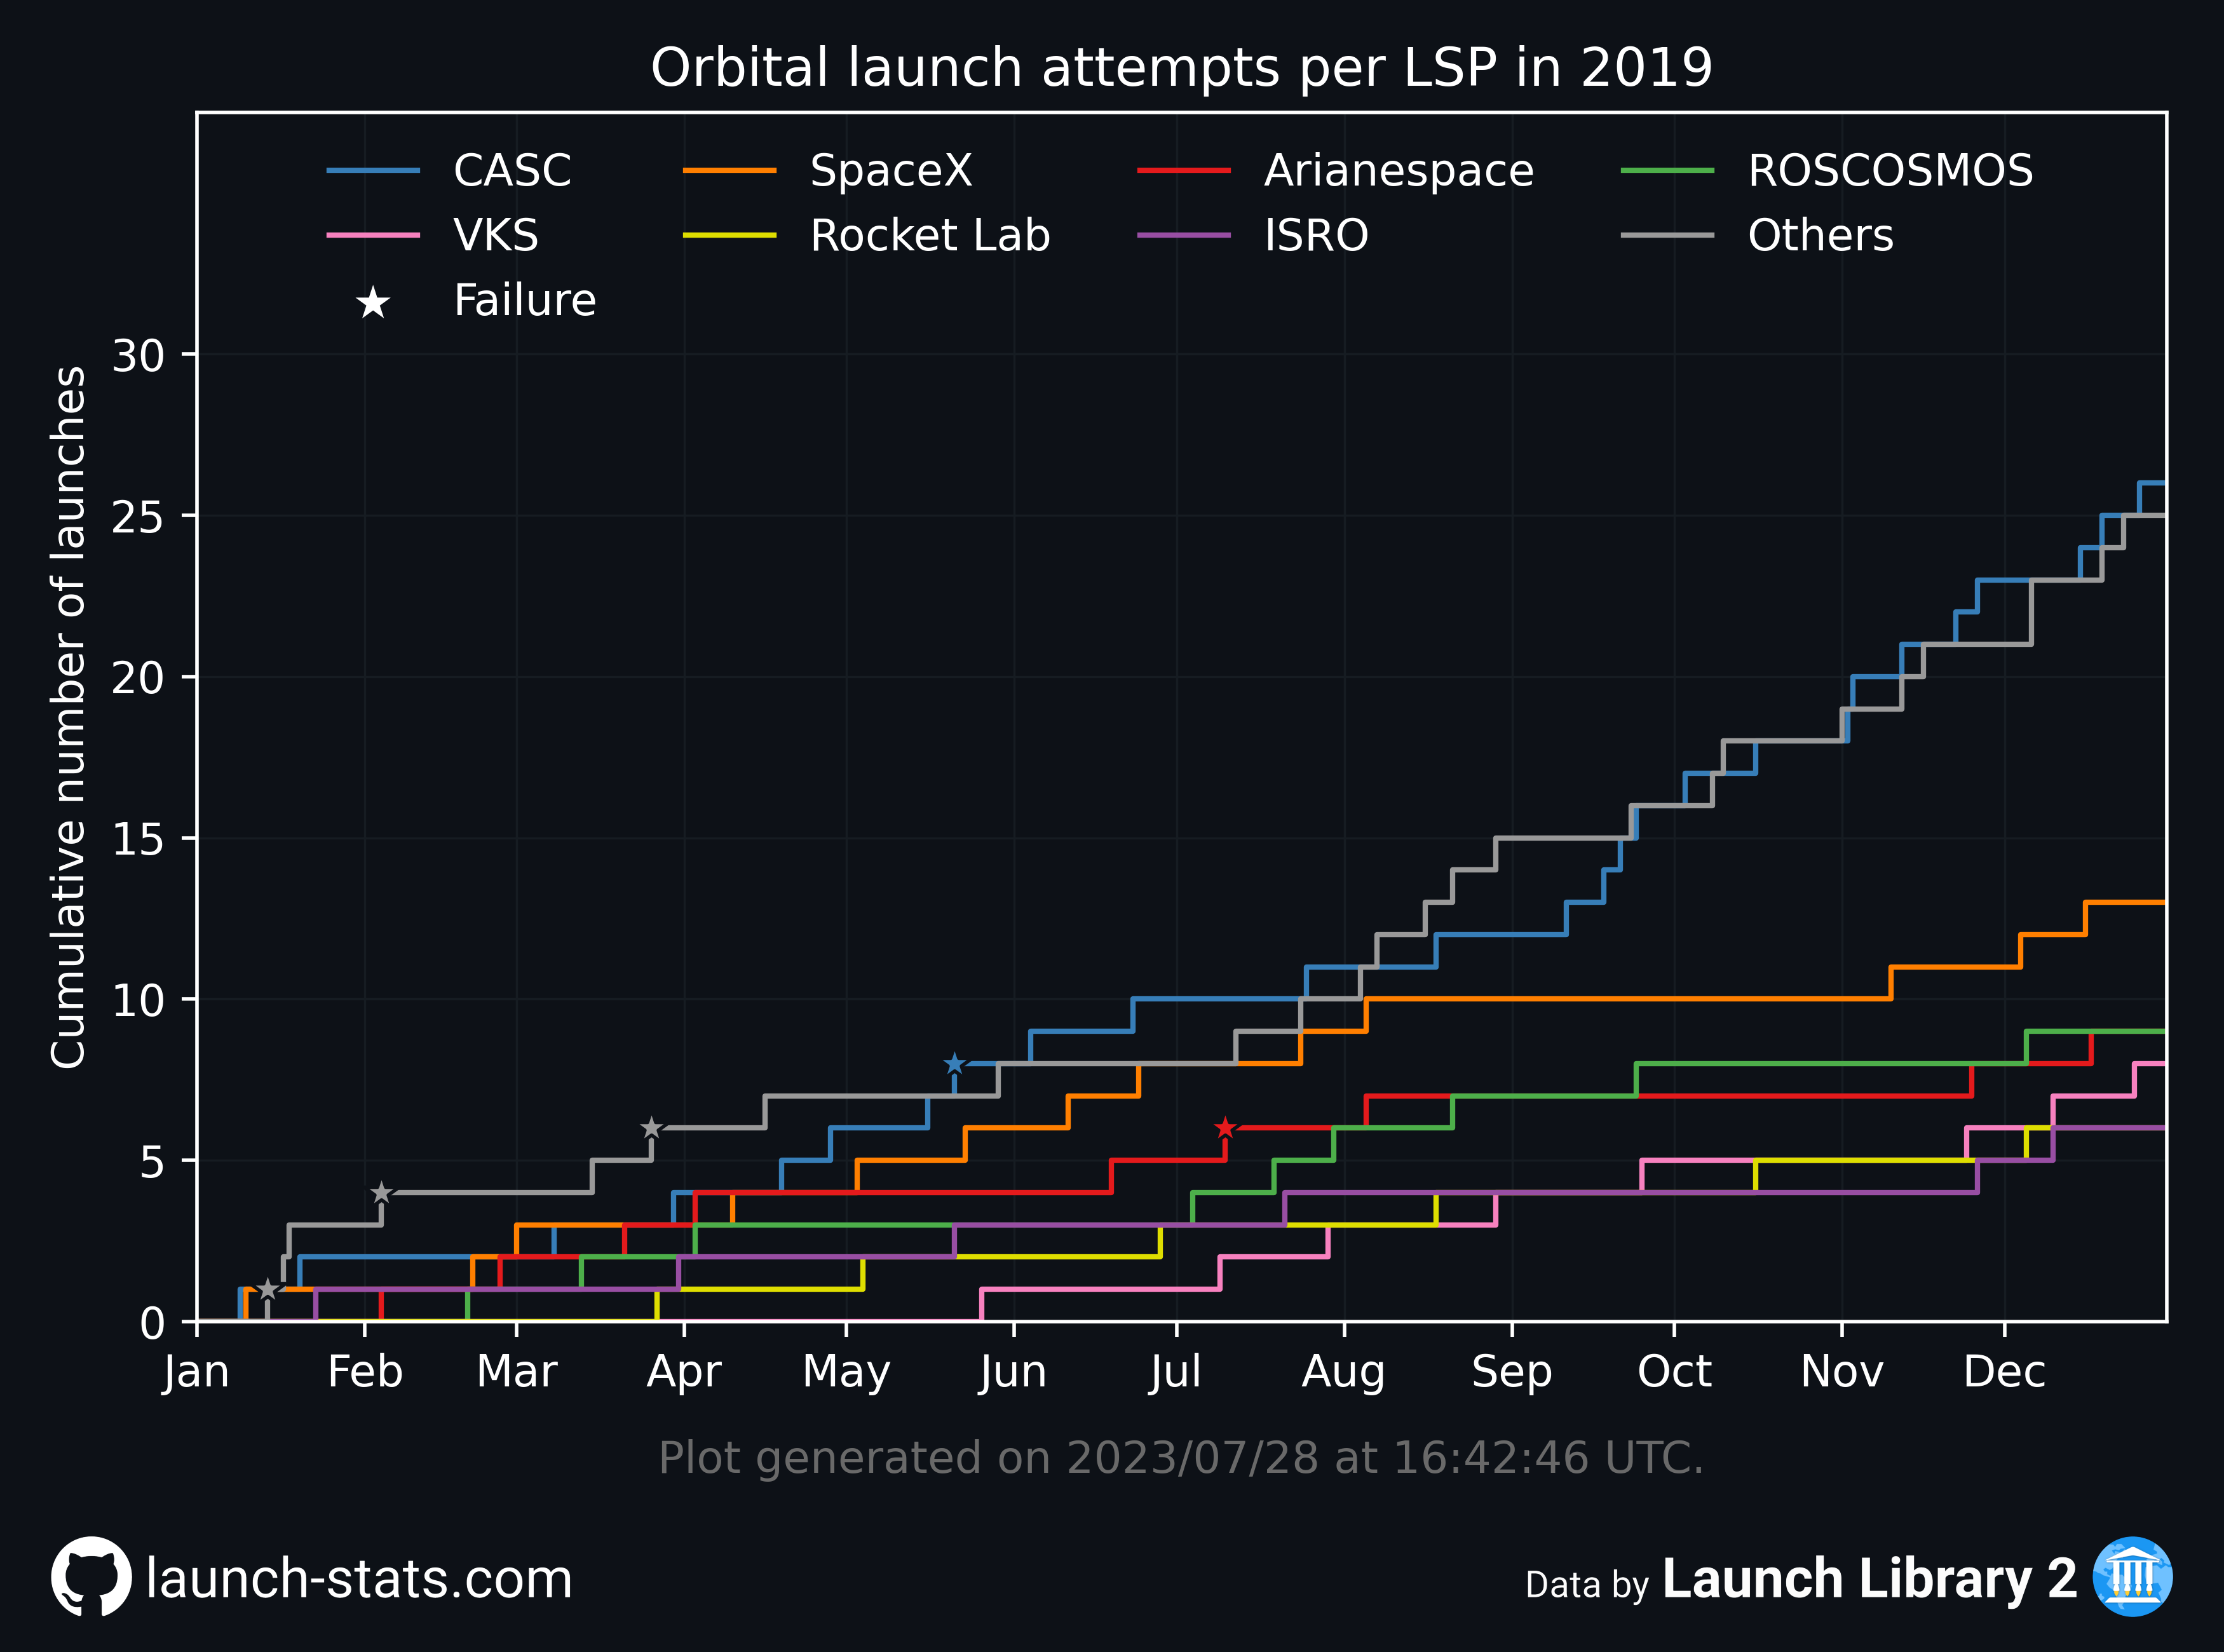 Orbital launch attempts per LSP in 2019
CASC SpaceX Arianespace ROSCOSMOS
VKS Rocket Lab ISRO Others
Failure
Cumulative number of launches
30
25
20
15
10
5
0
Jan Feb Mar Apr May Jun Jul Aug Sep Oct Nov Dec
Plot generated on 2023/07/28 at 16:42:46 UTC.
launch-stats.com
Data by Launch Library 2